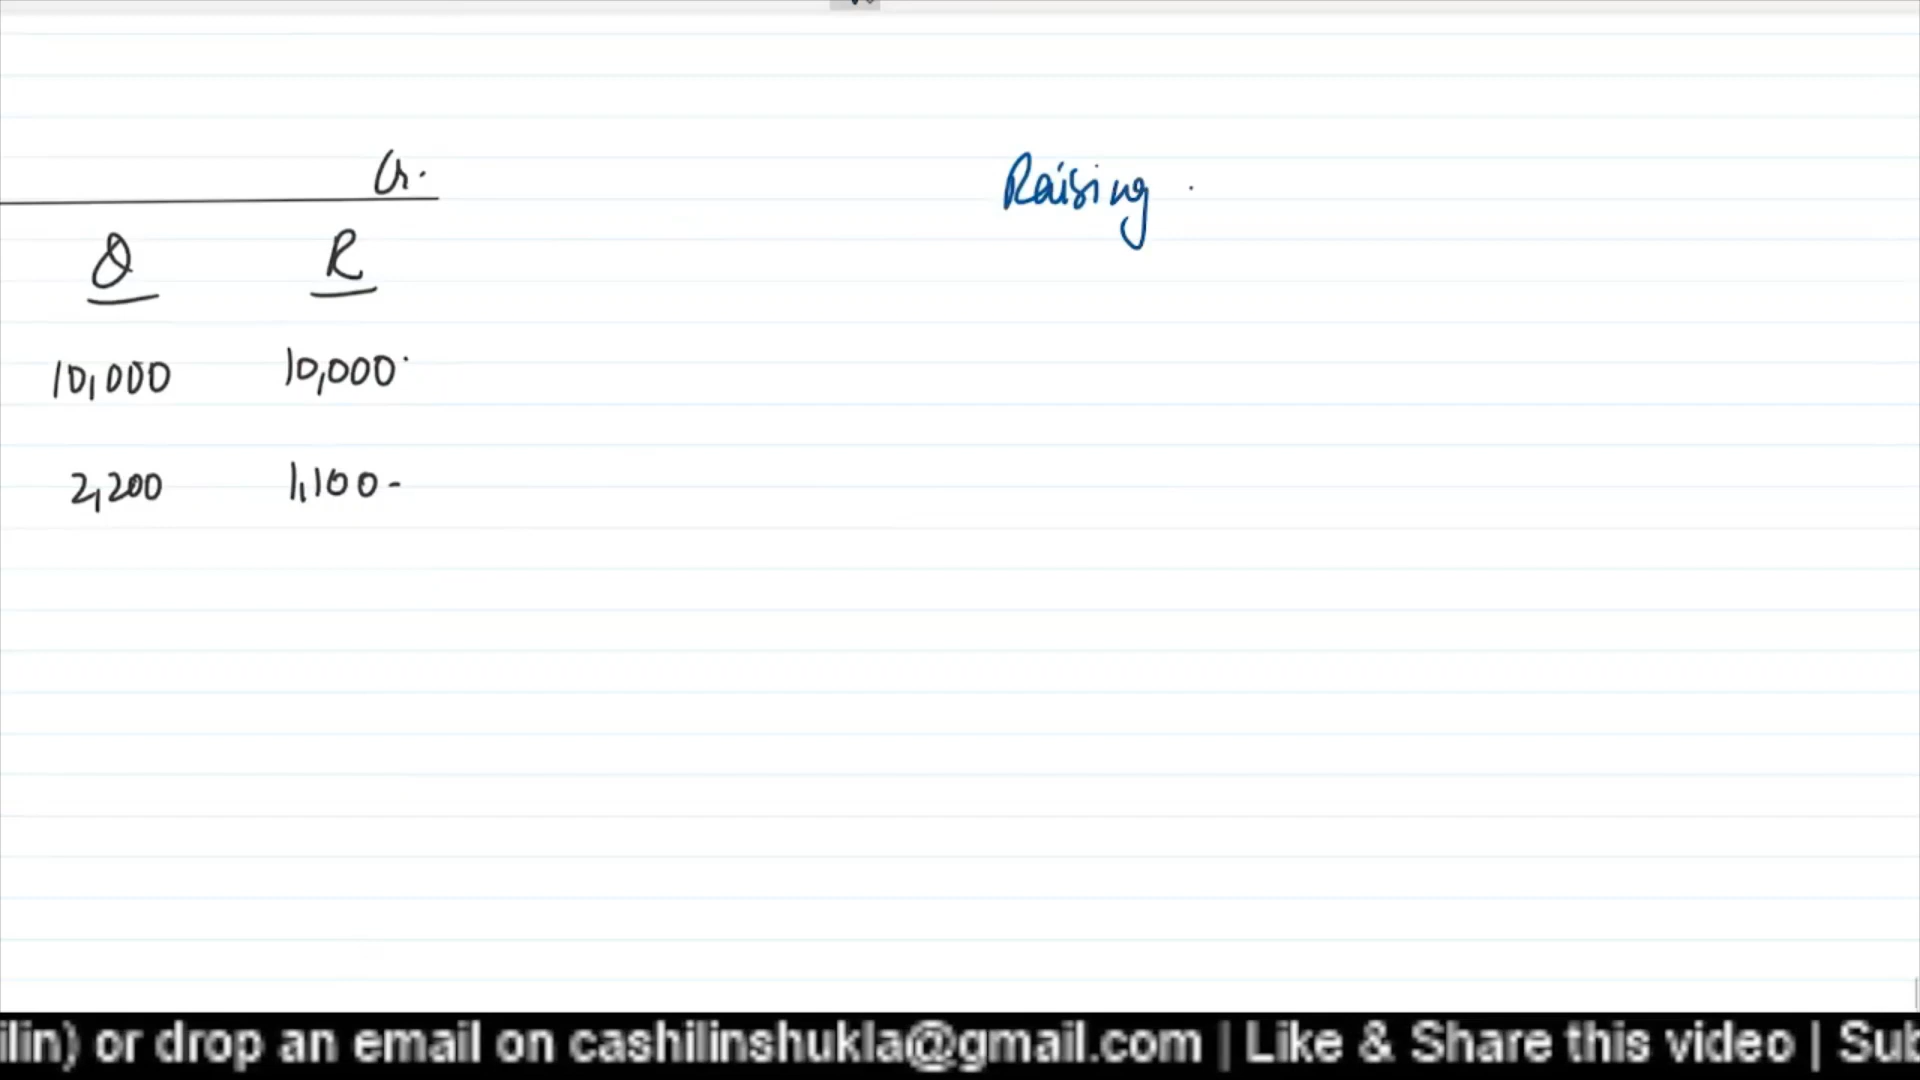 Cr.
Raising
Q R
10,000 10,000
2,200 1,100-
ilin) or drop an email on cashilinshukla@gmail.com | Like & Share this video | Sub